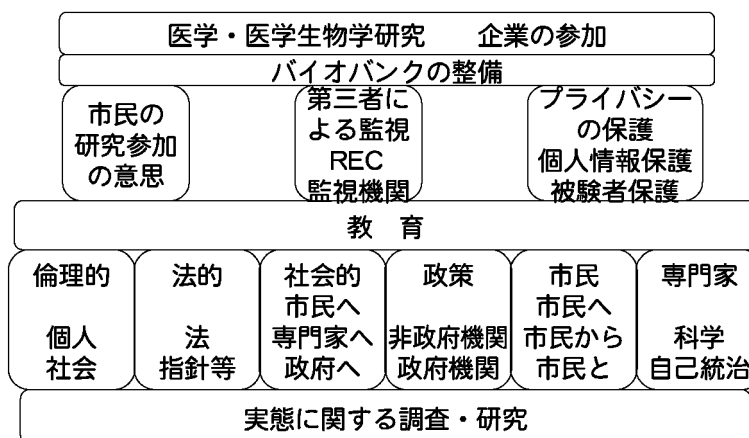 医学・医学生物学研究　　企業の参加
バイオバンクの整備
市民の
研究参加
の意思
第三者に
よる監視
REC
監視機関
プライバシー
の保護
個人情報保護
被験者保護
教　育
倫理的
個人
社会
法的
法
指針等
社会的
市民へ
専門家へ
政府へ
政策
非政府機関
政府機関
市民
市民へ
市民から
市民と
専門家
科学
自己統治
実態に関する調査・研究